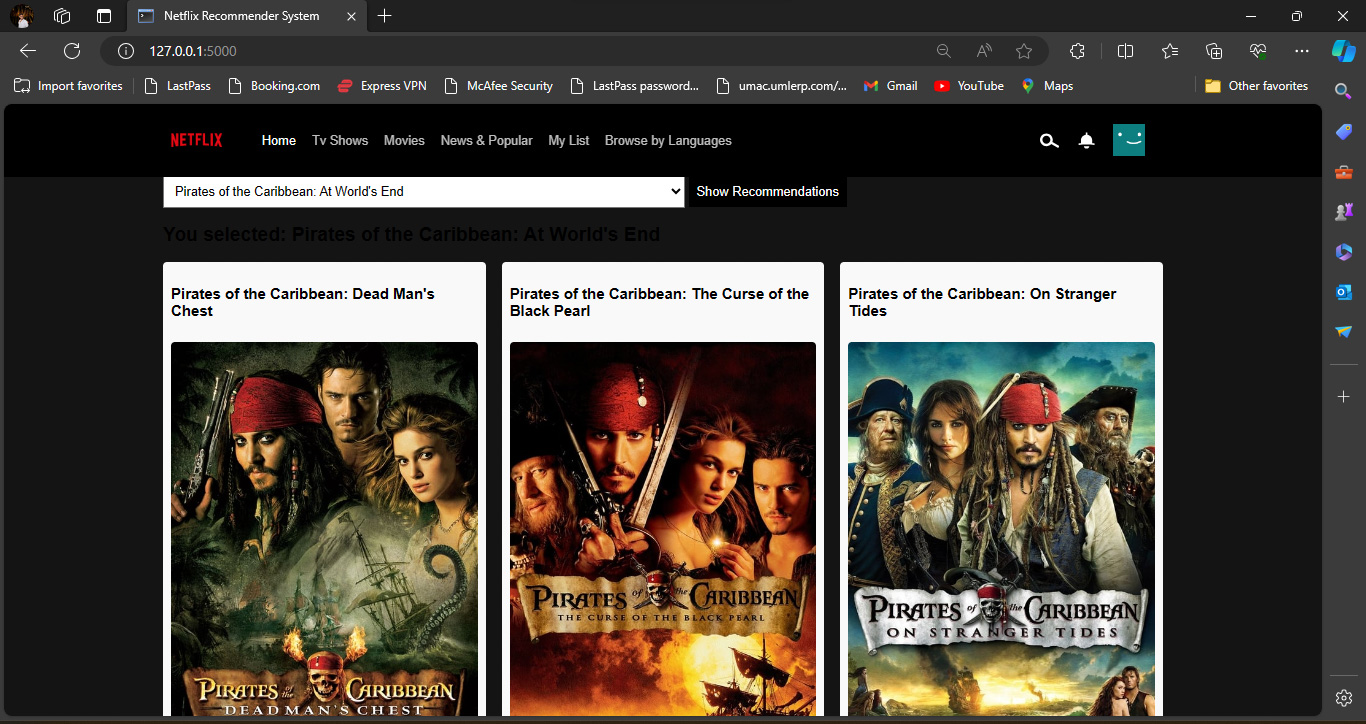 Netflix Recommender System
127.0.0.1:5000
Import favorites LastPass Booking.com Express VPN McAfee Security LastPass password... umac.umlerp.com/... Gmail YouTube Maps Other favorites
NETFLIX Home Tv Shows Movies News & Popular My List Browse by Languages
Pirates of the Caribbean: At World's End Show Recommendations
You selected: Pirates of the Caribbean: At World's End
Pirates of the Caribbean: Dead Man's
Chest
Pirates of the Caribbean: The Curse of the
Black Pearl
Pirates of the Caribbean: On Stranger
Tides
PIRATES of the CARIBBEAN
DEAD MAN'S CHEST
PIRATES of the CARIBBEAN
THE CURSE OF THE BLACK PEARL
PIRATES of the CARIBBEAN
ON STRANGER TIDES